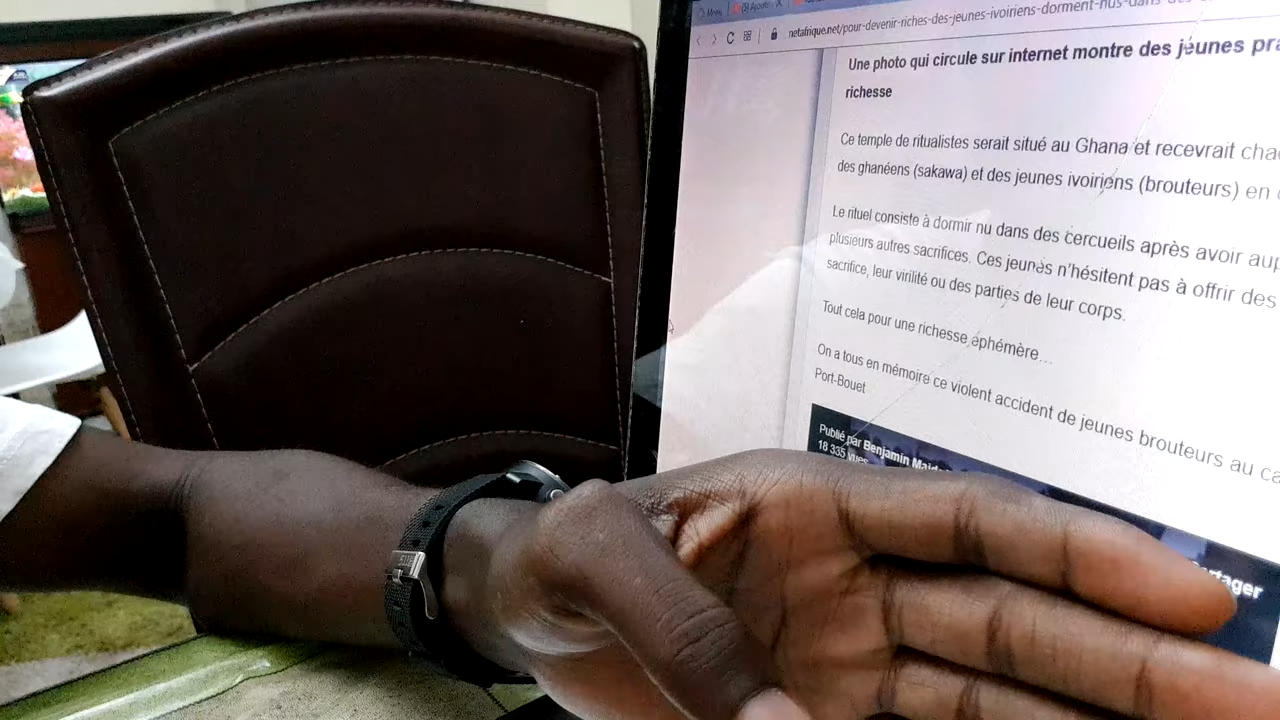 Menu
netafrique.net/pour-devenir-riches-des-jeunes-ivoiriens-dorment-nus-dans-des-
Une photo qui circule sur internet montre des jeunes
richesse
Ce temple de ritualistes serait situé au Ghana et recevrait
des ghanéens (sakawa) et des jeunes ivoiriens (brouteurs) en
Le rituel consiste à dormir nu dans des cercueils après avoir
plusieurs autres sacrifices. Ces jeunes n'hésitent pas à offrir des
sacrifice, leur virilité ou des parties de leur corps.
Tout cela pour une richesse éphémère…
On a tous en mémoire ce violent accident de jeunes brouteurs au
Port-Bouet
Publié par Benjamin
18 335 vues